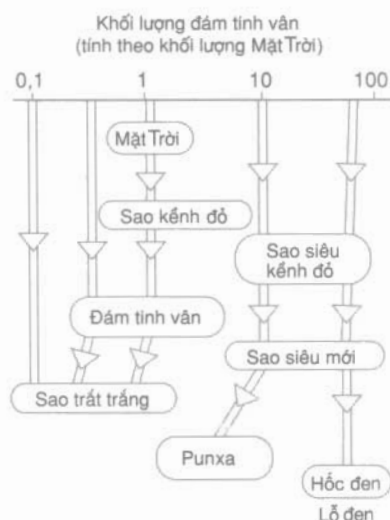 Khối lượng đám tinh vân
(tính theo khối lượng Mặt Trời)
0,1 1 10 100
Mặt Trời
Sao kềnh đỏ
Sao siêu
kềnh đỏ
Đám tinh vân
Sao siêu mới
Sao trắt trắng
Punxa
Hốc đen
Lỗ đen